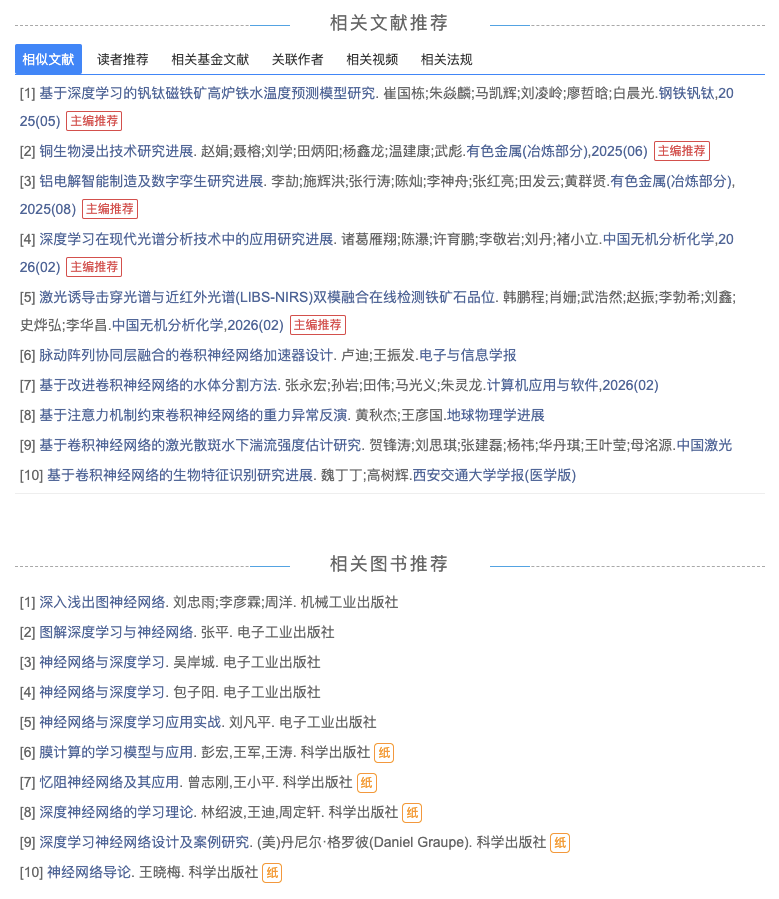 相关文献推荐
相似文献 读者推荐 相关基金文献 关联作者 相关视频 相关法规
[1] 基于深度学习的钒钛磁铁矿高炉铁水温度预测模型研究. 崔国栋;朱焱麟;马凯辉;刘凌岭;廖哲晗;白晨光.钢铁钒钛,20
25(05) 主编推荐
[2] 铜生物浸出技术研究进展. 赵娟;聂榕;刘学;田炳阳;杨鑫龙;温建康;武彪.有色金属(冶炼部分),2025(06) 主编推荐
[3] 铝电解智能制造及数字孪生研究进展. 李劼;施辉洪;张行涛;陈灿;李神舟;张红亮;田发云;黄群贤.有色金属(冶炼部分),
2025(08) 主编推荐
[4] 深度学习在现代光谱分析技术中的应用研究进展. 诸葛雁翔;陈瀑;许育鹏;李敬岩;刘丹;褚小立.中国无机分析化学,20
26(02) 主编推荐
[5] 激光诱导击穿光谱与近红外光谱(LIBS-NIRS)双模融合在线检测铁矿石品位. 韩鹏程;肖姗;武浩然;赵振;李勃希;刘鑫;
史烨弘;李华昌.中国无机分析化学,2026(02) 主编推荐
[6] 脉动阵列协同层融合的卷积神经网络加速器设计. 卢迪;王振发.电子与信息学报
[7] 基于改进卷积神经网络的水体分割方法. 张永宏;孙岩;田伟;马光义;朱灵龙.计算机应用与软件,2026(02)
[8] 基于注意力机制约束卷积神经网络的重力异常反演. 黄秋杰;王彦国.地球物理学进展
[9] 基于卷积神经网络的激光散斑水下湍流强度估计研究. 贺锋涛;刘思琪;张建磊;杨祎;华丹琪;王叶莹;母洺源.中国激光
[10] 基于卷积神经网络的生物特征识别研究进展. 魏丁丁;高树辉.西安交通大学学报(医学版)
相关图书推荐
[1] 深入浅出图神经网络. 刘忠雨;李彦霖;周洋. 机械工业出版社
[2] 图解深度学习与神经网络. 张平. 电子工业出版社
[3] 神经网络与深度学习. 吴岸城. 电子工业出版社
[4] 神经网络与深度学习. 包子阳. 电子工业出版社
[5] 神经网络与深度学习应用实战. 刘凡平. 电子工业出版社
[6] 膜计算的学习模型与应用. 彭宏,王军,王涛. 科学出版社 纸
[7] 忆阻神经网络及其应用. 曾志刚,王小平. 科学出版社 纸
[8] 深度神经网络的学习理论. 林绍波,王迪,周定轩. 科学出版社 纸
[9] 深度学习神经网络设计及案例研究. (美)丹尼尔·格罗彼(Daniel Graupe). 科学出版社 纸
[10] 神经网络导论. 王晓梅. 科学出版社 纸